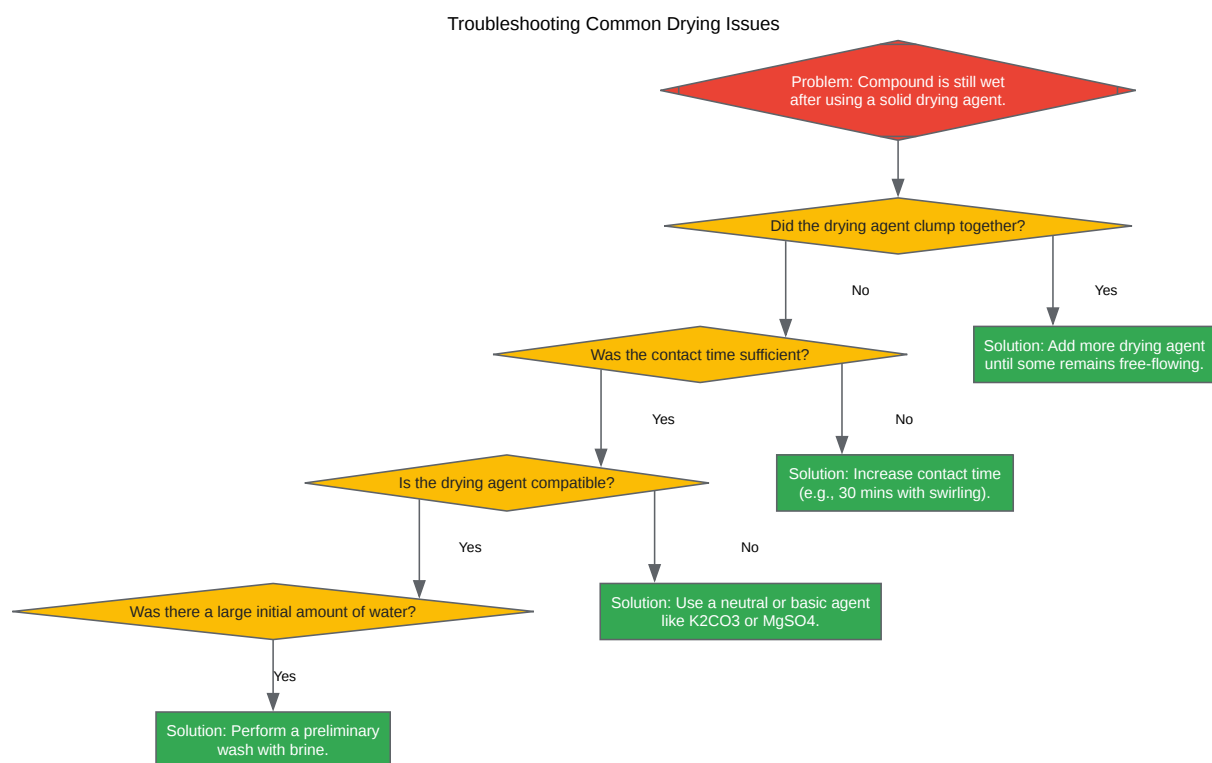 Troubleshooting Common Drying Issues
Problem: Compound is still wet
after using a solid drying agent.
Did the drying agent clump together?
No
Yes
Solution: Add more drying agent
until some remains free-flowing.
Was the contact time sufficient?
Yes
No
Solution: Increase contact time
(e.g., 30 mins with swirling).
Is the drying agent compatible?
Yes
No
Solution: Use a neutral or basic agent
like K2CO3 or MgSO4.
Was there a large initial amount of water?
Yes
Solution: Perform a preliminary
wash with brine.